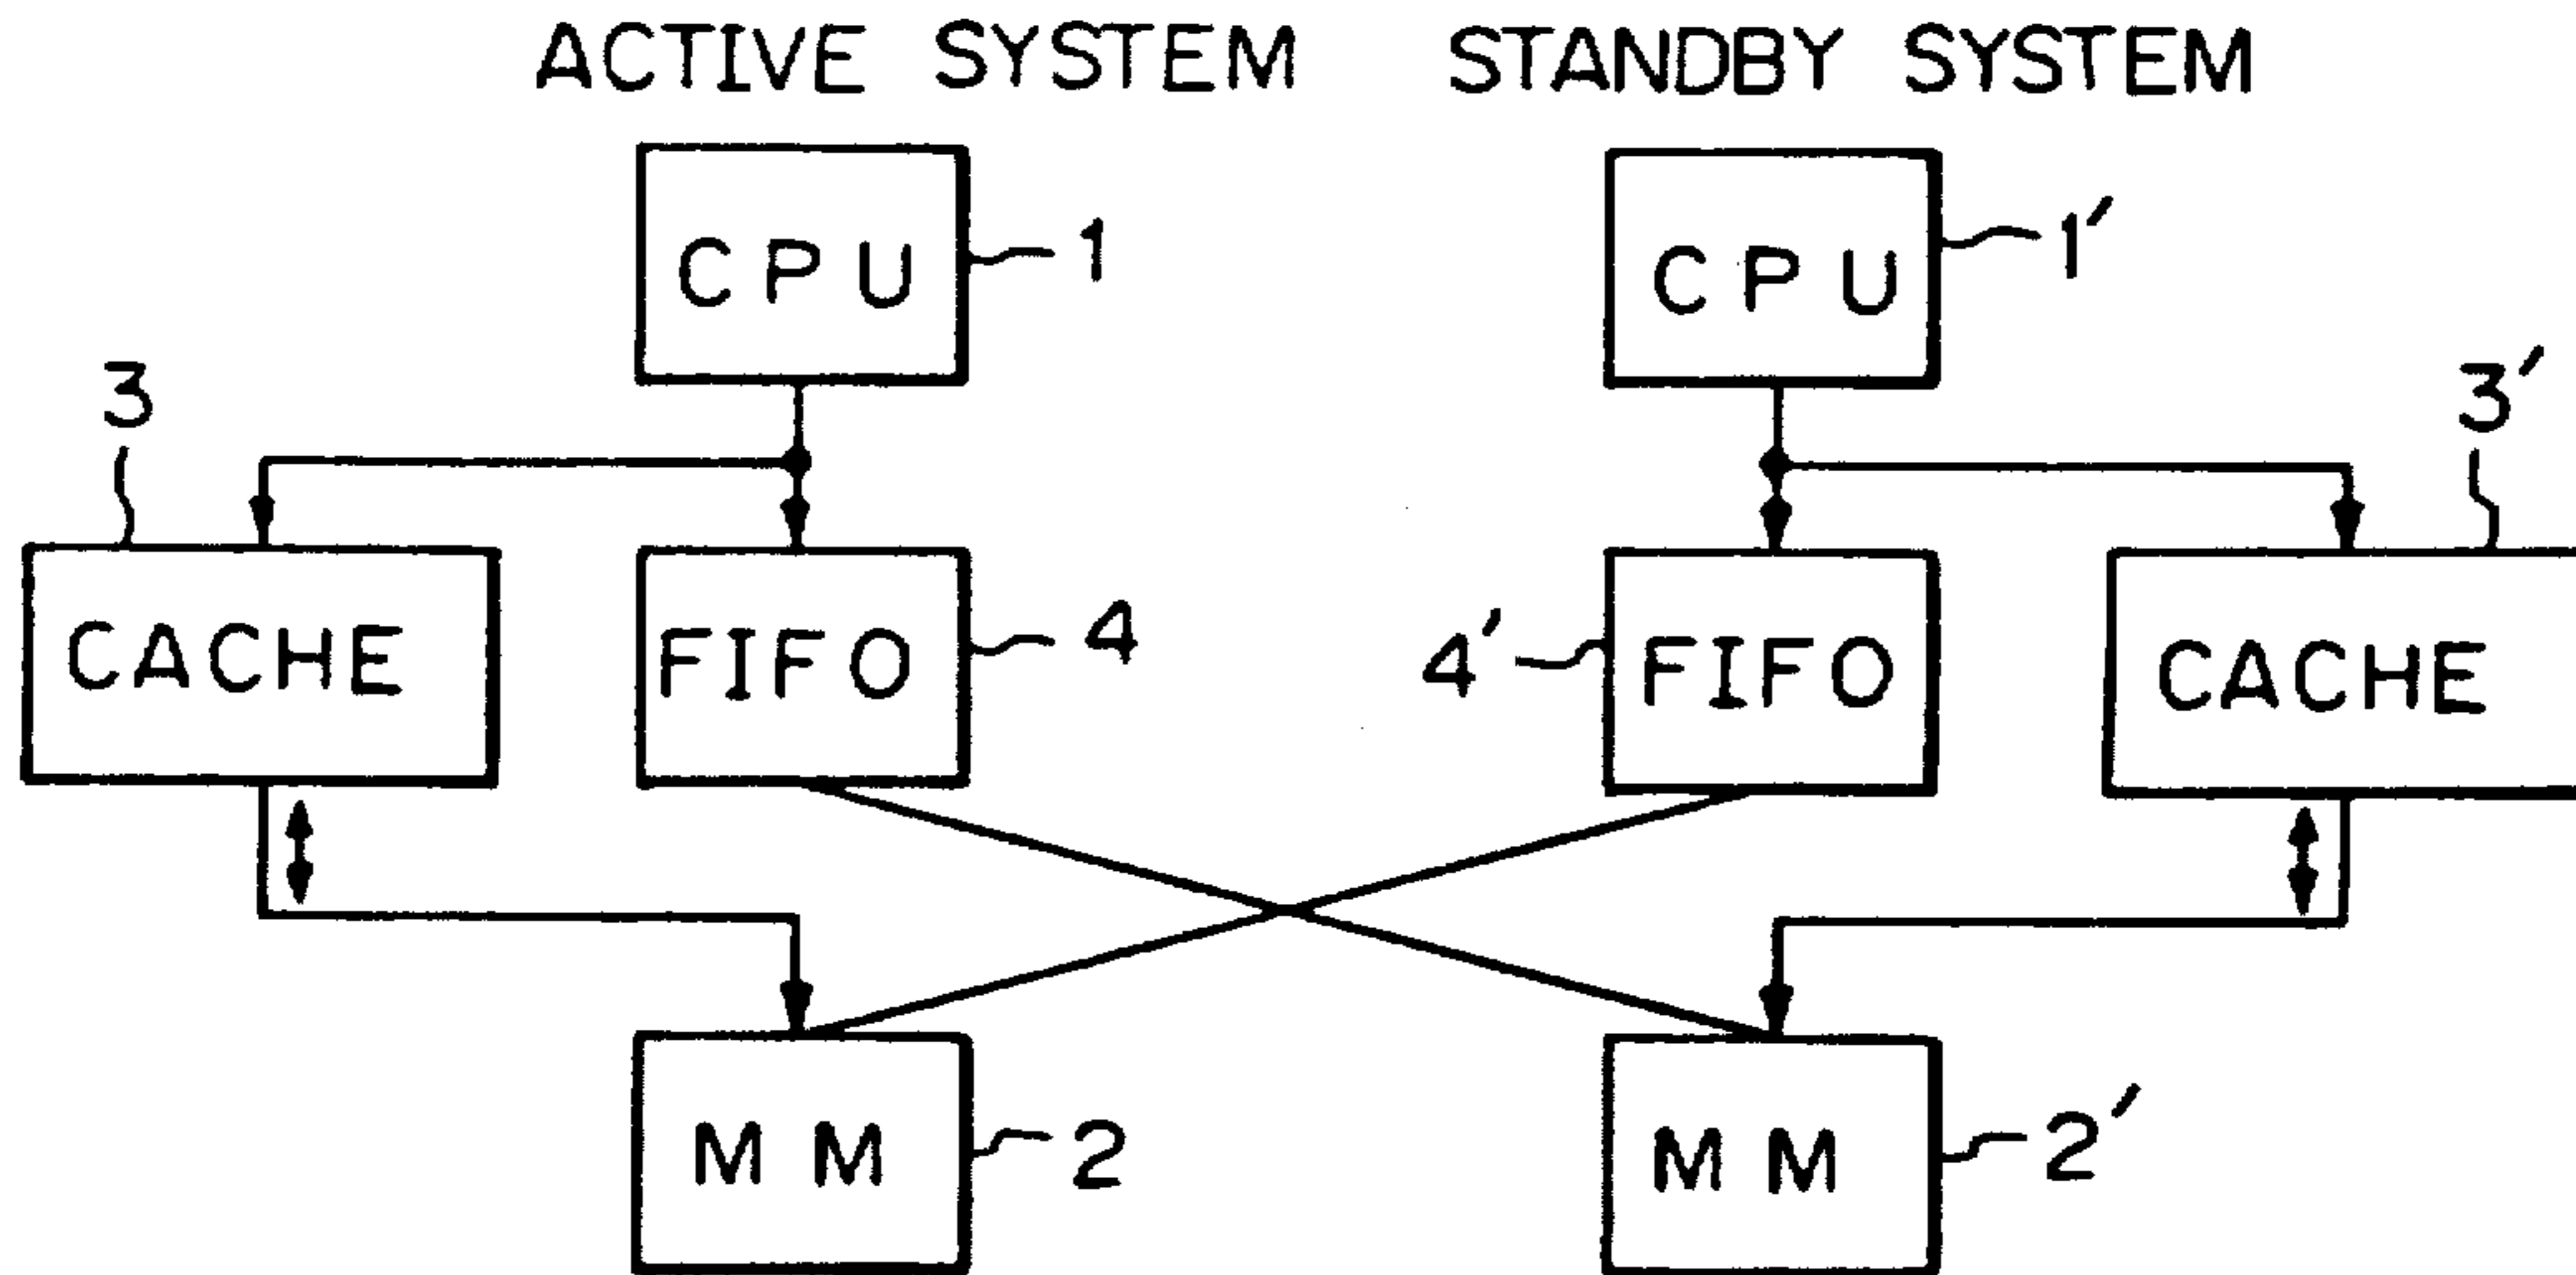 ACTIVE SYSTEM STANDBY SYSTEM
CPU 1 CPU 1′
3 3′
CACHE FIFO 4 4′ FIFO CACHE
MM 2 MM 2′